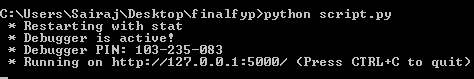 C:\Users\Sairaj\Desktop\finalfyp>python script.py
* Restarting with stat
* Debugger is active!
* Debugger PIN: 103-235-083
* Running on http://127.0.0.1:5000/ (Press CTRL+C to quit)